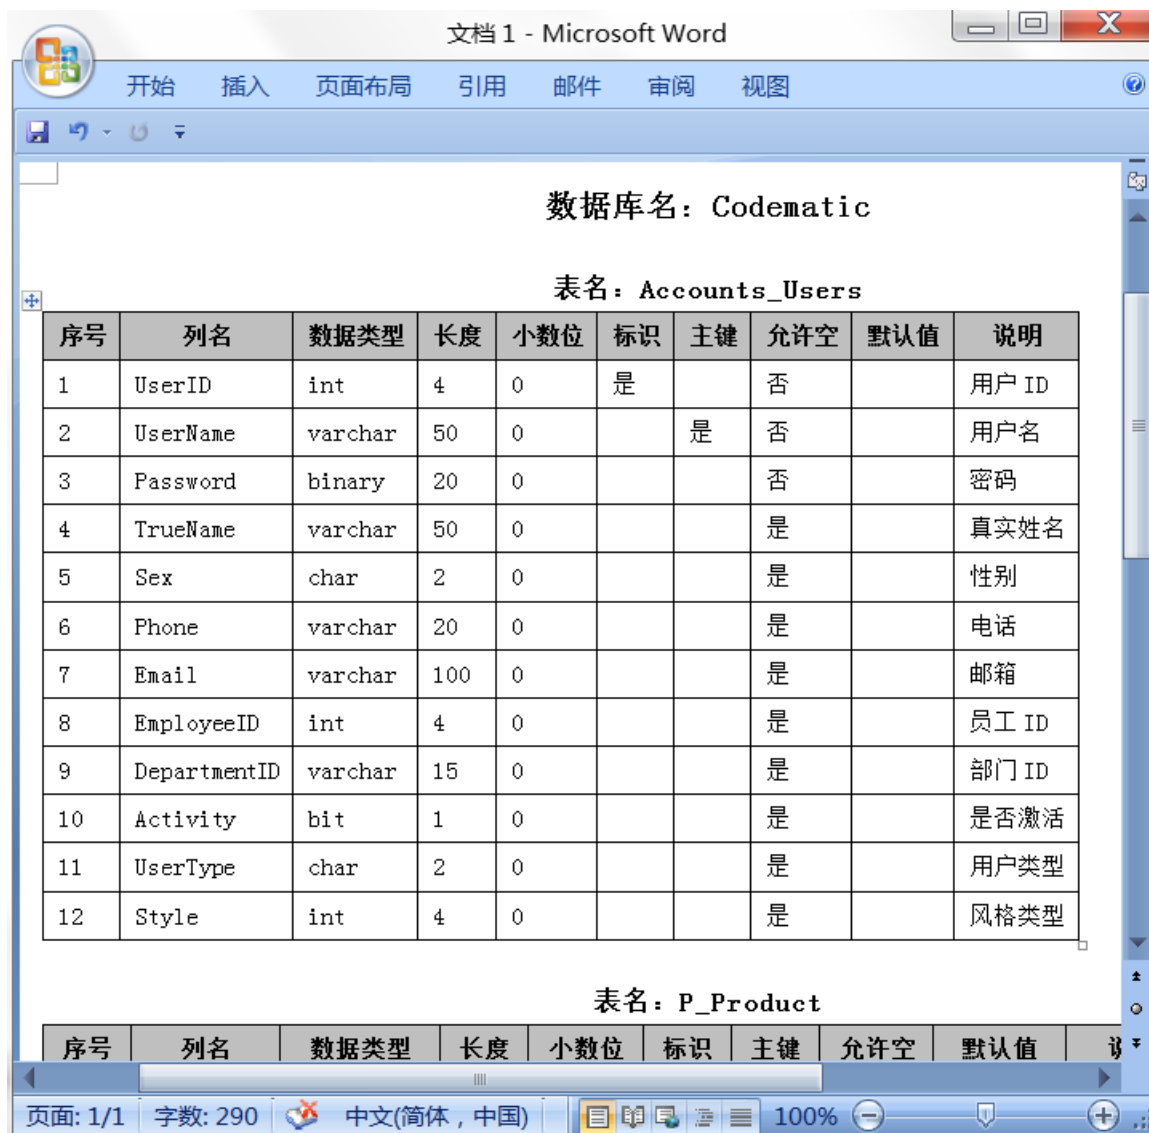 文档 1 - Microsoft Word
开始 插入 页面布局 引用 邮件 审阅 视图
数据库名：Codematic
表名：Accounts_Users
序号 列名 数据类型 长度 小数位 标识 主键 允许空 默认值 说明
1 UserID int 4 0 是 否 用户 ID
2 UserName varchar 50 0 是 否 用户名
3 Password binary 20 0 否 密码
4 TrueName varchar 50 0 是 真实姓名
5 Sex char 2 0 是 性别
6 Phone varchar 20 0 是 电话
7 Email varchar 100 0 是 邮箱
8 EmployeeID int 4 0 是 员工 ID
9 DepartmentID varchar 15 0 是 部门 ID
10 Activity bit 1 0 是 是否激活
11 UserType char 2 0 是 用户类型
12 Style int 4 0 是 风格类型
表名：P_Product
序号 列名 数据类型 长度 小数位 标识 主键 允许空 默认值
页面: 1/1 字数: 290 中文(简体，中国) 100%